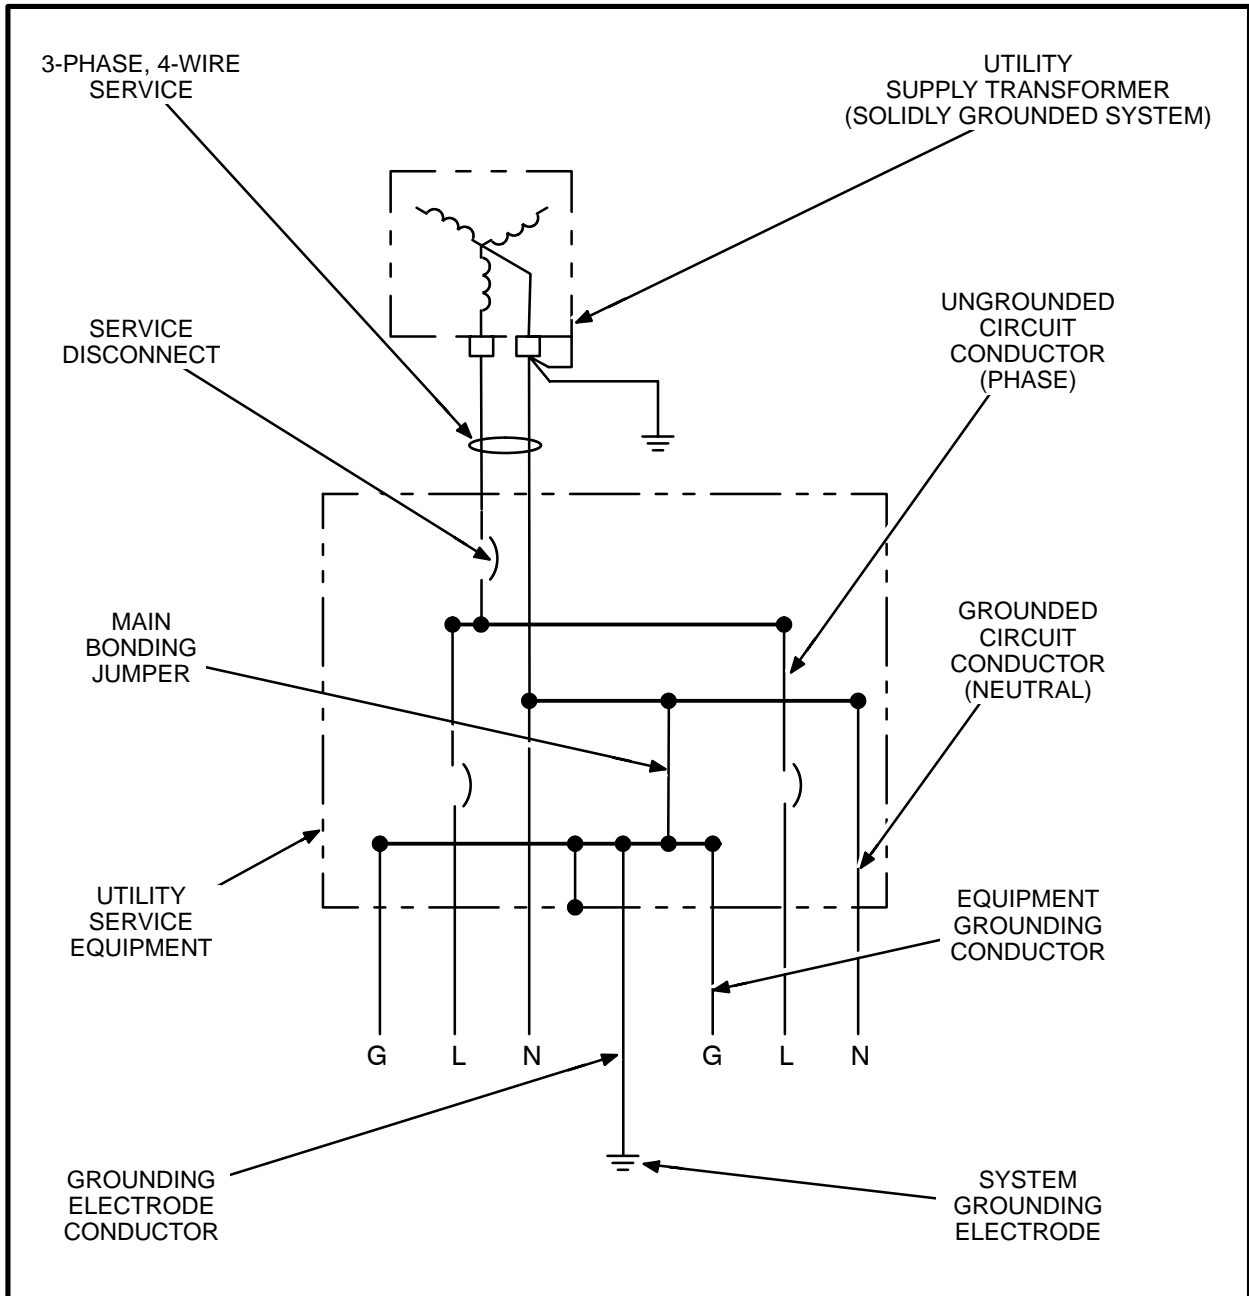 3-PHASE, 4-WIRE
SERVICE
UTILITY
SUPPLY TRANSFORMER
(SOLIDLY GROUNDED SYSTEM)
SERVICE
DISCONNECT
UNGROUNDED
CIRCUIT
CONDUCTOR
(PHASE)
MAIN
BONDING
JUMPER
GROUNDED
CIRCUIT
CONDUCTOR
(NEUTRAL)
UTILITY
SERVICE
EQUIPMENT
EQUIPMENT
GROUNDING
CONDUCTOR
G L N G L N
GROUNDING
ELECTRODE
CONDUCTOR
SYSTEM
GROUNDING
ELECTRODE